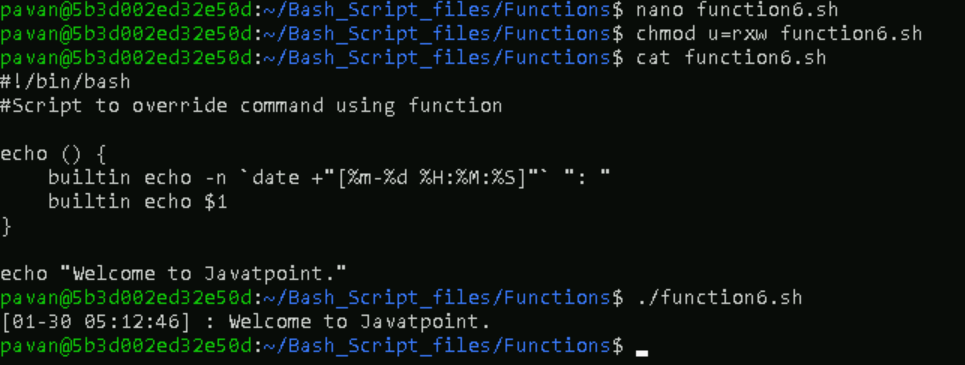 pavan@5b3d002ed32e50d:~/Bash_Script_files/Functions$ nano function6.sh
pavan@5b3d002ed32e50d:~/Bash_Script_files/Functions$ chmod u=rxw function6.sh
pavan@5b3d002ed32e50d:~/Bash_Script_files/Functions$ cat function6.sh
#!/bin/bash
#Script to override command using function
echo () {
    builtin echo -n `date +"[%m-%d %H:%M:%S]"` ": "
    builtin echo $1
}
echo "Welcome to Javatpoint."
pavan@5b3d002ed32e50d:~/Bash_Script_files/Functions$ ./function6.sh
[01-30 05:12:46] : Welcome to Javatpoint.
pavan@5b3d002ed32e50d:~/Bash_Script_files/Functions$